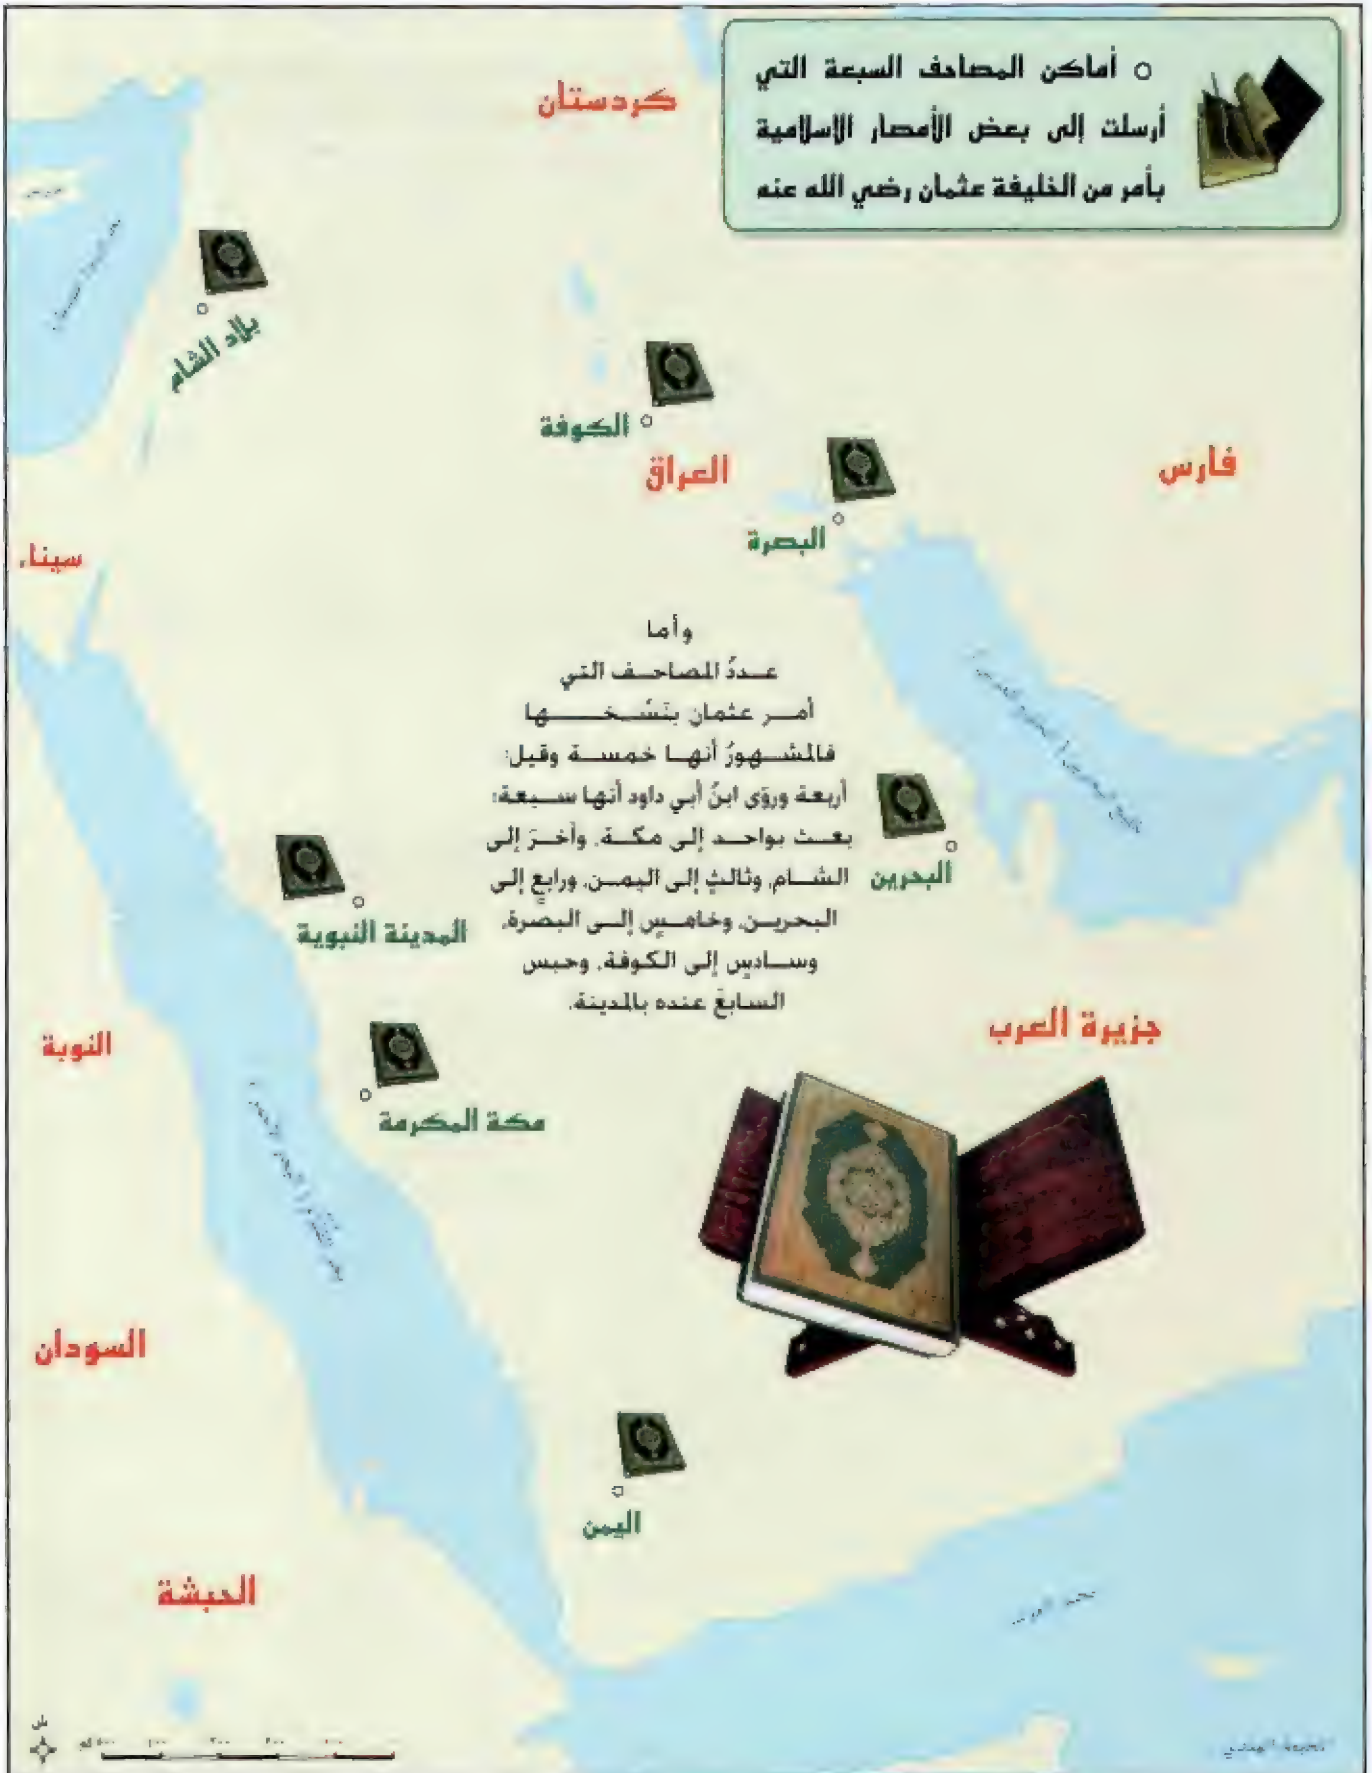 أماكن المصاحف السبعة التي
أرسلت إلى بعض الأمصار الإسلامية
بأمر من الخليفة عثمان رضي الله عنه
كردستان
قبرص
بلاد الشام
الكوفة
العراق
فارس
البصرة
سيناء
وأما
عددُ المصاحف التي
أمر عثمان بنَسْخها
فالمشهورُ أنها خمسة وقيل:
أربعة وروَى ابنُ أبي داود أنها سبعة:
بعث بواحد إلى مكة، وآخرَ إلى
الشام، وثالثٍ إلى اليمن، ورابعٍ إلى
البحرين، وخامسٍ إلى البصرة،
وسادسٍ إلى الكوفة، وحبس
السابعَ عنده بالمدينة.
البحرين
المدينة النبوية
جزيرة العرب
النوبة
مكة المكرمة
السودان
اليمن
الحبشة
بحر العرب